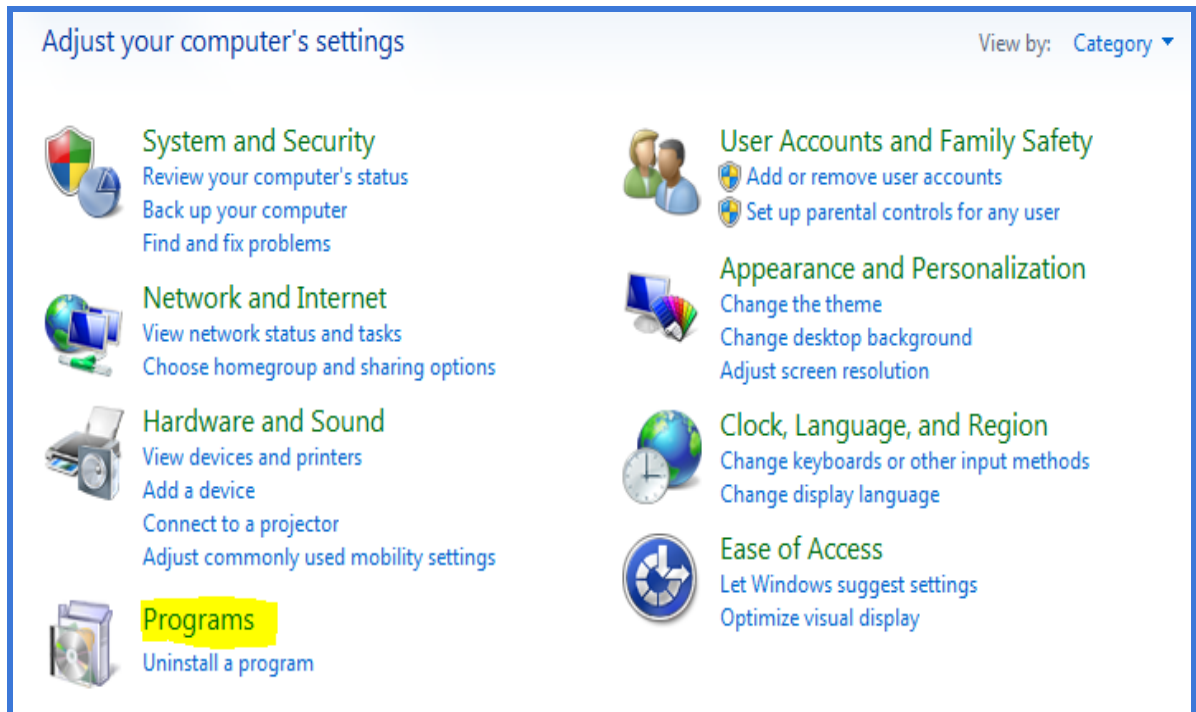 Adjust your computer's settings
View by: Category
System and Security
Review your computer's status
Back up your computer
Find and fix problems
Network and Internet
View network status and tasks
Choose homegroup and sharing options
Hardware and Sound
View devices and printers
Add a device
Connect to a projector
Adjust commonly used mobility settings
Programs
Uninstall a program
User Accounts and Family Safety
Add or remove user accounts
Set up parental controls for any user
Appearance and Personalization
Change the theme
Change desktop background
Adjust screen resolution
Clock, Language, and Region
Change keyboards or other input methods
Change display language
Ease of Access
Let Windows suggest settings
Optimize visual display